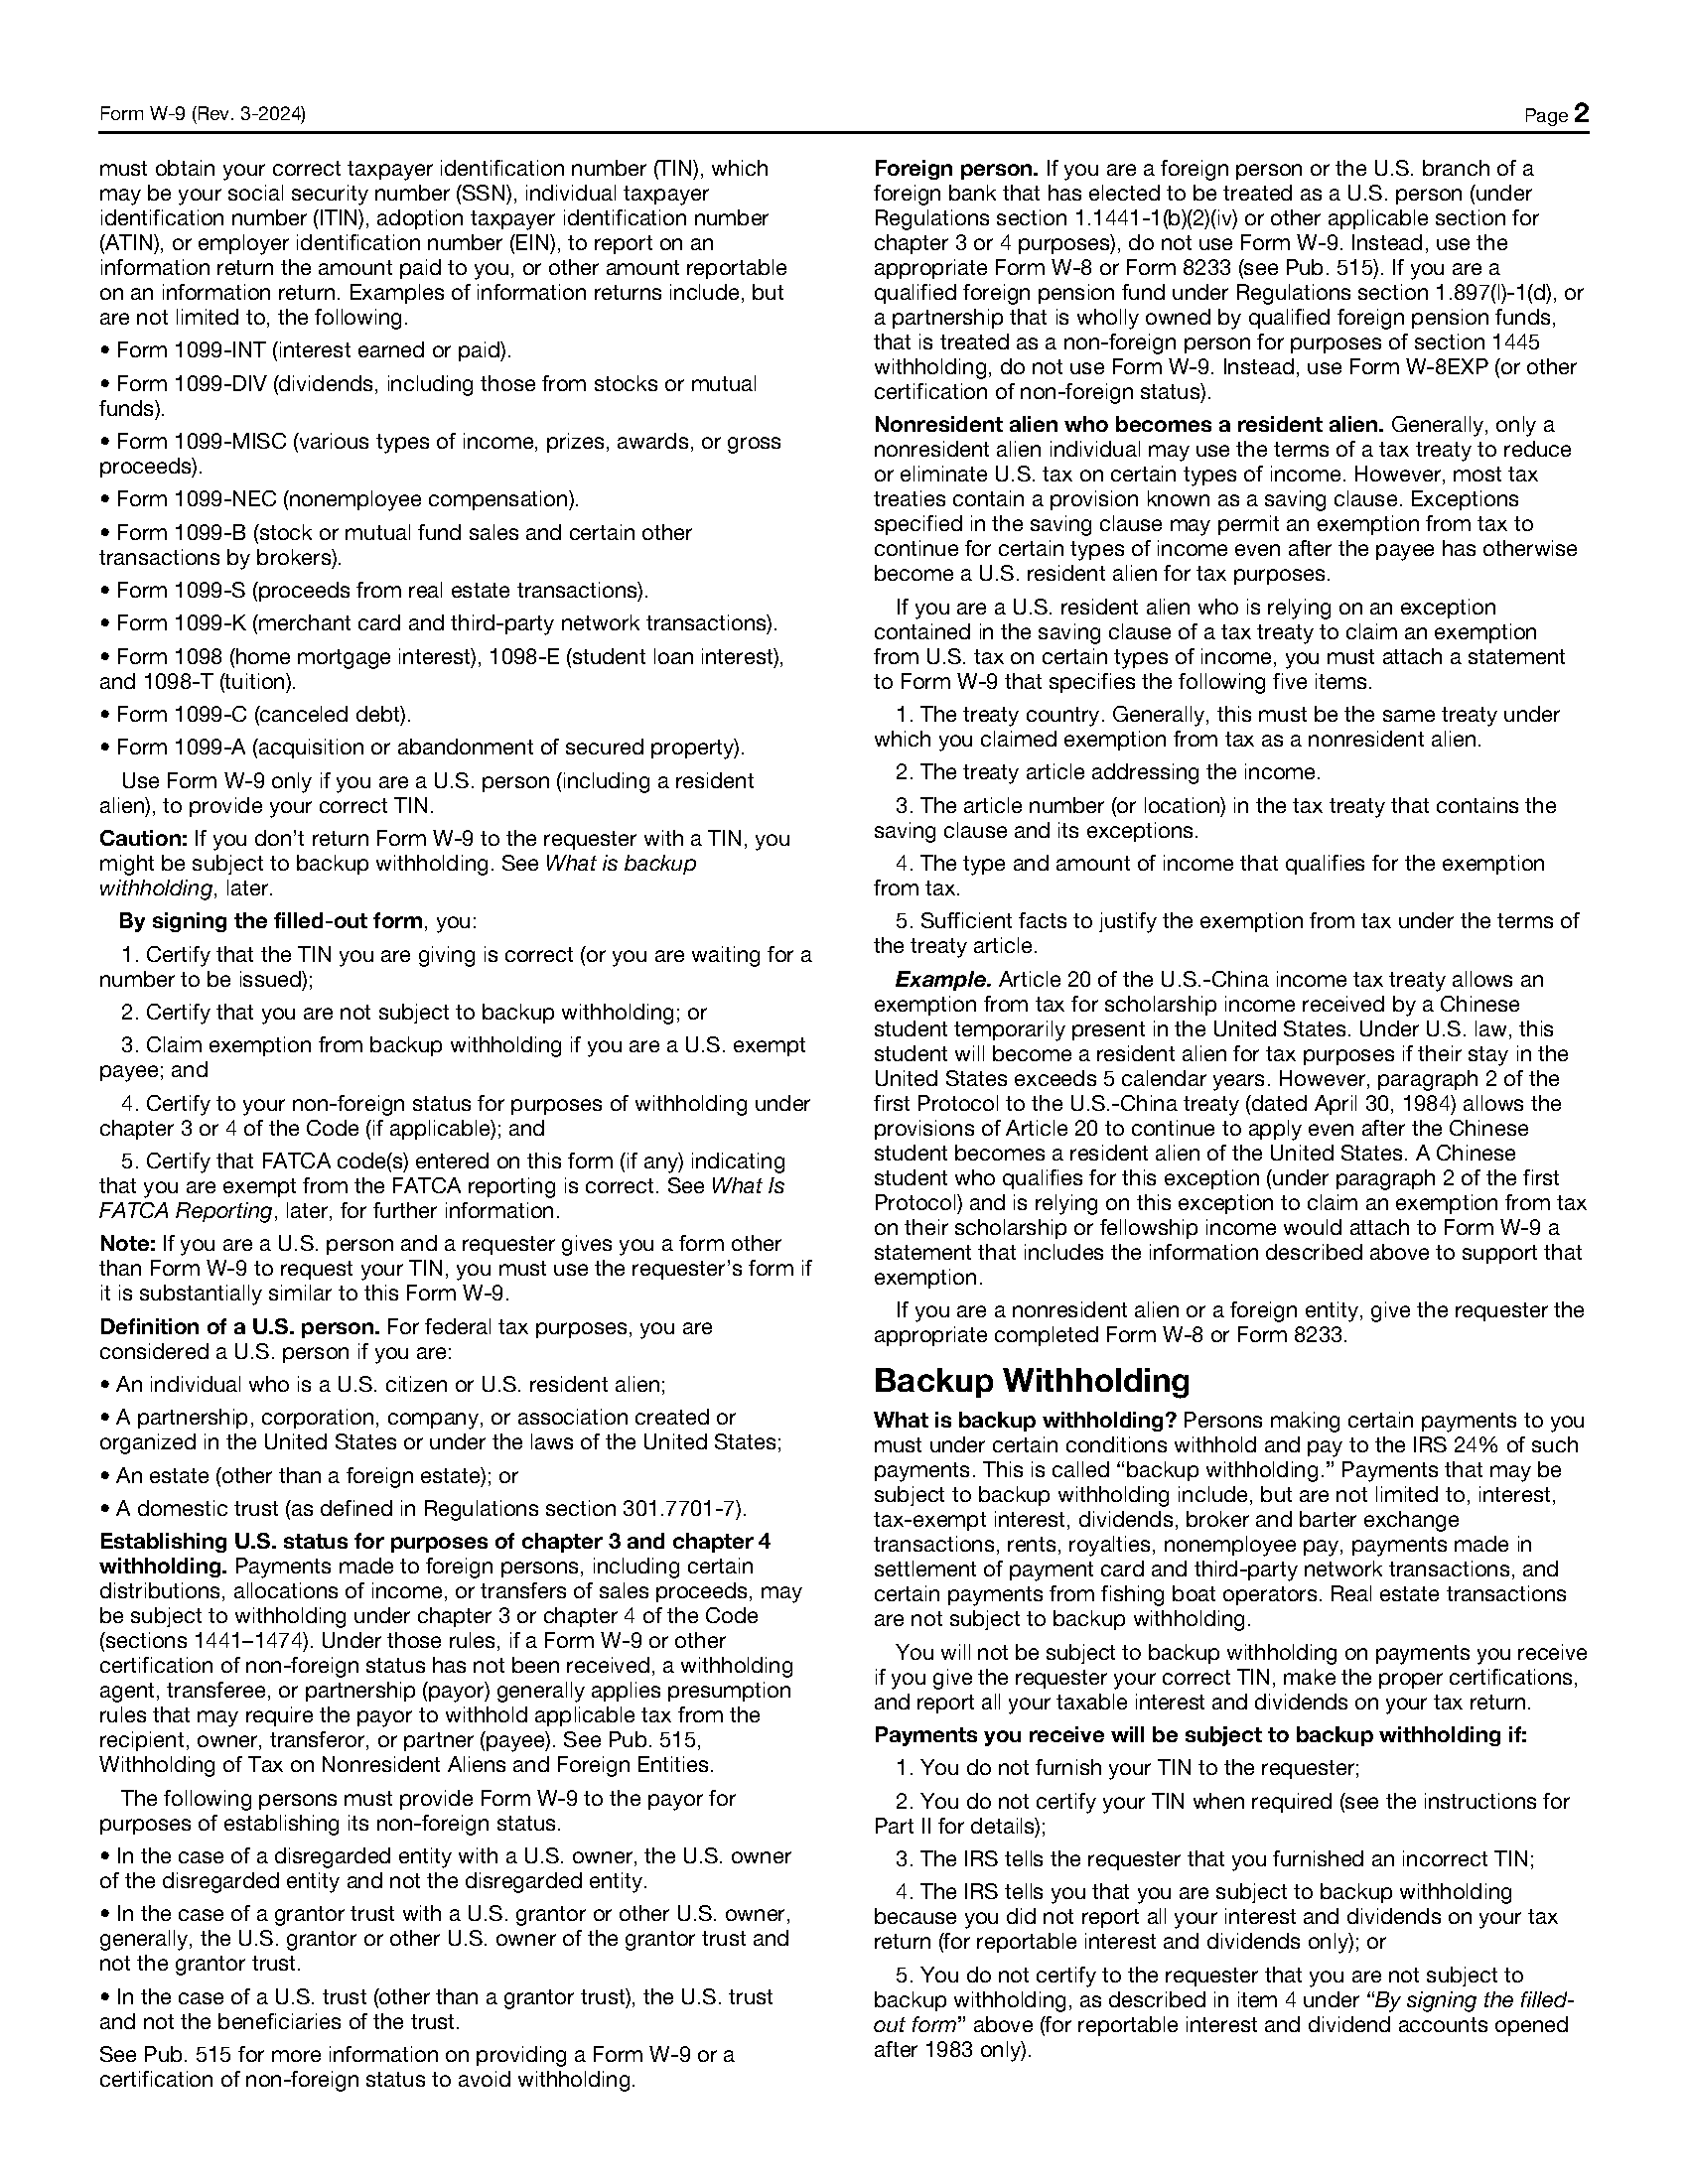 Form W-9 (Rev. 3-2024)
Page 2
must obtain your correct taxpayer identification number (TIN), which
may be your social security number (SSN), individual taxpayer
identification number (ITIN), adoption taxpayer identification number
(ATIN), or employer identification number (EIN), to report on an
information return the amount paid to you, or other amount reportable
on an information return. Examples of information returns include, but
are not limited to, the following.
• Form 1099-INT (interest earned or paid).
• Form 1099-DIV (dividends, including those from stocks or mutual
funds).
• Form 1099-MISC (various types of income, prizes, awards, or gross
proceeds).
• Form 1099-NEC (nonemployee compensation).
• Form 1099-B (stock or mutual fund sales and certain other
transactions by brokers).
• Form 1099-S (proceeds from real estate transactions).
• Form 1099-K (merchant card and third-party network transactions).
• Form 1098 (home mortgage interest), 1098-E (student loan interest),
and 1098-T (tuition).
• Form 1099-C (canceled debt).
• Form 1099-A (acquisition or abandonment of secured property).
Use Form W-9 only if you are a U.S. person (including a resident
alien), to provide your correct TIN.
Caution: If you don’t return Form W-9 to the requester with a TIN, you
might be subject to backup withholding. See What is backup
withholding, later.
By signing the filled-out form, you:
1. Certify that the TIN you are giving is correct (or you are waiting for a
number to be issued);
2. Certify that you are not subject to backup withholding; or
3. Claim exemption from backup withholding if you are a U.S. exempt
payee; and
4. Certify to your non-foreign status for purposes of withholding under
chapter 3 or 4 of the Code (if applicable); and
5. Certify that FATCA code(s) entered on this form (if any) indicating
that you are exempt from the FATCA reporting is correct. See What Is
FATCA Reporting, later, for further information.
Note: If you are a U.S. person and a requester gives you a form other
than Form W-9 to request your TIN, you must use the requester’s form if
it is substantially similar to this Form W-9.
Definition of a U.S. person. For federal tax purposes, you are
considered a U.S. person if you are:
• An individual who is a U.S. citizen or U.S. resident alien;
• A partnership, corporation, company, or association created or
organized in the United States or under the laws of the United States;
• An estate (other than a foreign estate); or
• A domestic trust (as defined in Regulations section 301.7701-7).
Establishing U.S. status for purposes of chapter 3 and chapter 4
withholding. Payments made to foreign persons, including certain
distributions, allocations of income, or transfers of sales proceeds, may
be subject to withholding under chapter 3 or chapter 4 of the Code
(sections 1441–1474). Under those rules, if a Form W-9 or other
certification of non-foreign status has not been received, a withholding
agent, transferee, or partnership (payor) generally applies presumption
rules that may require the payor to withhold applicable tax from the
recipient, owner, transferor, or partner (payee). See Pub. 515,
Withholding of Tax on Nonresident Aliens and Foreign Entities.
The following persons must provide Form W-9 to the payor for
purposes of establishing its non-foreign status.
• In the case of a disregarded entity with a U.S. owner, the U.S. owner
of the disregarded entity and not the disregarded entity.
• In the case of a grantor trust with a U.S. grantor or other U.S. owner,
generally, the U.S. grantor or other U.S. owner of the grantor trust and
not the grantor trust.
• In the case of a U.S. trust (other than a grantor trust), the U.S. trust
and not the beneficiaries of the trust.
See Pub. 515 for more information on providing a Form W-9 or a
certification of non-foreign status to avoid withholding.
Foreign person. If you are a foreign person or the U.S. branch of a
foreign bank that has elected to be treated as a U.S. person (under
Regulations section 1.1441-1(b)(2)(iv) or other applicable section for
chapter 3 or 4 purposes), do not use Form W-9. Instead, use the
appropriate Form W-8 or Form 8233 (see Pub. 515). If you are a
qualified foreign pension fund under Regulations section 1.897(l)-1(d), or
a partnership that is wholly owned by qualified foreign pension funds,
that is treated as a non-foreign person for purposes of section 1445
withholding, do not use Form W-9. Instead, use Form W-8EXP (or other
certification of non-foreign status).
Nonresident alien who becomes a resident alien. Generally, only a
nonresident alien individual may use the terms of a tax treaty to reduce
or eliminate U.S. tax on certain types of income. However, most tax
treaties contain a provision known as a saving clause. Exceptions
specified in the saving clause may permit an exemption from tax to
continue for certain types of income even after the payee has otherwise
become a U.S. resident alien for tax purposes.
If you are a U.S. resident alien who is relying on an exception
contained in the saving clause of a tax treaty to claim an exemption
from U.S. tax on certain types of income, you must attach a statement
to Form W-9 that specifies the following five items.
1. The treaty country. Generally, this must be the same treaty under
which you claimed exemption from tax as a nonresident alien.
2. The treaty article addressing the income.
3. The article number (or location) in the tax treaty that contains the
saving clause and its exceptions.
4. The type and amount of income that qualifies for the exemption
from tax.
5. Sufficient facts to justify the exemption from tax under the terms of
the treaty article.
Example. Article 20 of the U.S.-China income tax treaty allows an
exemption from tax for scholarship income received by a Chinese
student temporarily present in the United States. Under U.S. law, this
student will become a resident alien for tax purposes if their stay in the
United States exceeds 5 calendar years. However, paragraph 2 of the
first Protocol to the U.S.-China treaty (dated April 30, 1984) allows the
provisions of Article 20 to continue to apply even after the Chinese
student becomes a resident alien of the United States. A Chinese
student who qualifies for this exception (under paragraph 2 of the first
Protocol) and is relying on this exception to claim an exemption from tax
on their scholarship or fellowship income would attach to Form W-9 a
statement that includes the information described above to support that
exemption.
If you are a nonresident alien or a foreign entity, give the requester the
appropriate completed Form W-8 or Form 8233.
Backup Withholding
What is backup withholding? Persons making certain payments to you
must under certain conditions withhold and pay to the IRS 24% of such
payments. This is called “backup withholding.” Payments that may be
subject to backup withholding include, but are not limited to, interest,
tax-exempt interest, dividends, broker and barter exchange
transactions, rents, royalties, nonemployee pay, payments made in
settlement of payment card and third-party network transactions, and
certain payments from fishing boat operators. Real estate transactions
are not subject to backup withholding.
You will not be subject to backup withholding on payments you receive
if you give the requester your correct TIN, make the proper certifications,
and report all your taxable interest and dividends on your tax return.
Payments you receive will be subject to backup withholding if:
1. You do not furnish your TIN to the requester;
2. You do not certify your TIN when required (see the instructions for
Part II for details);
3. The IRS tells the requester that you furnished an incorrect TIN;
4. The IRS tells you that you are subject to backup withholding
because you did not report all your interest and dividends on your tax
return (for reportable interest and dividends only); or
5. You do not certify to the requester that you are not subject to
backup withholding, as described in item 4 under “By signing the filled-
out form” above (for reportable interest and dividend accounts opened
after 1983 only).